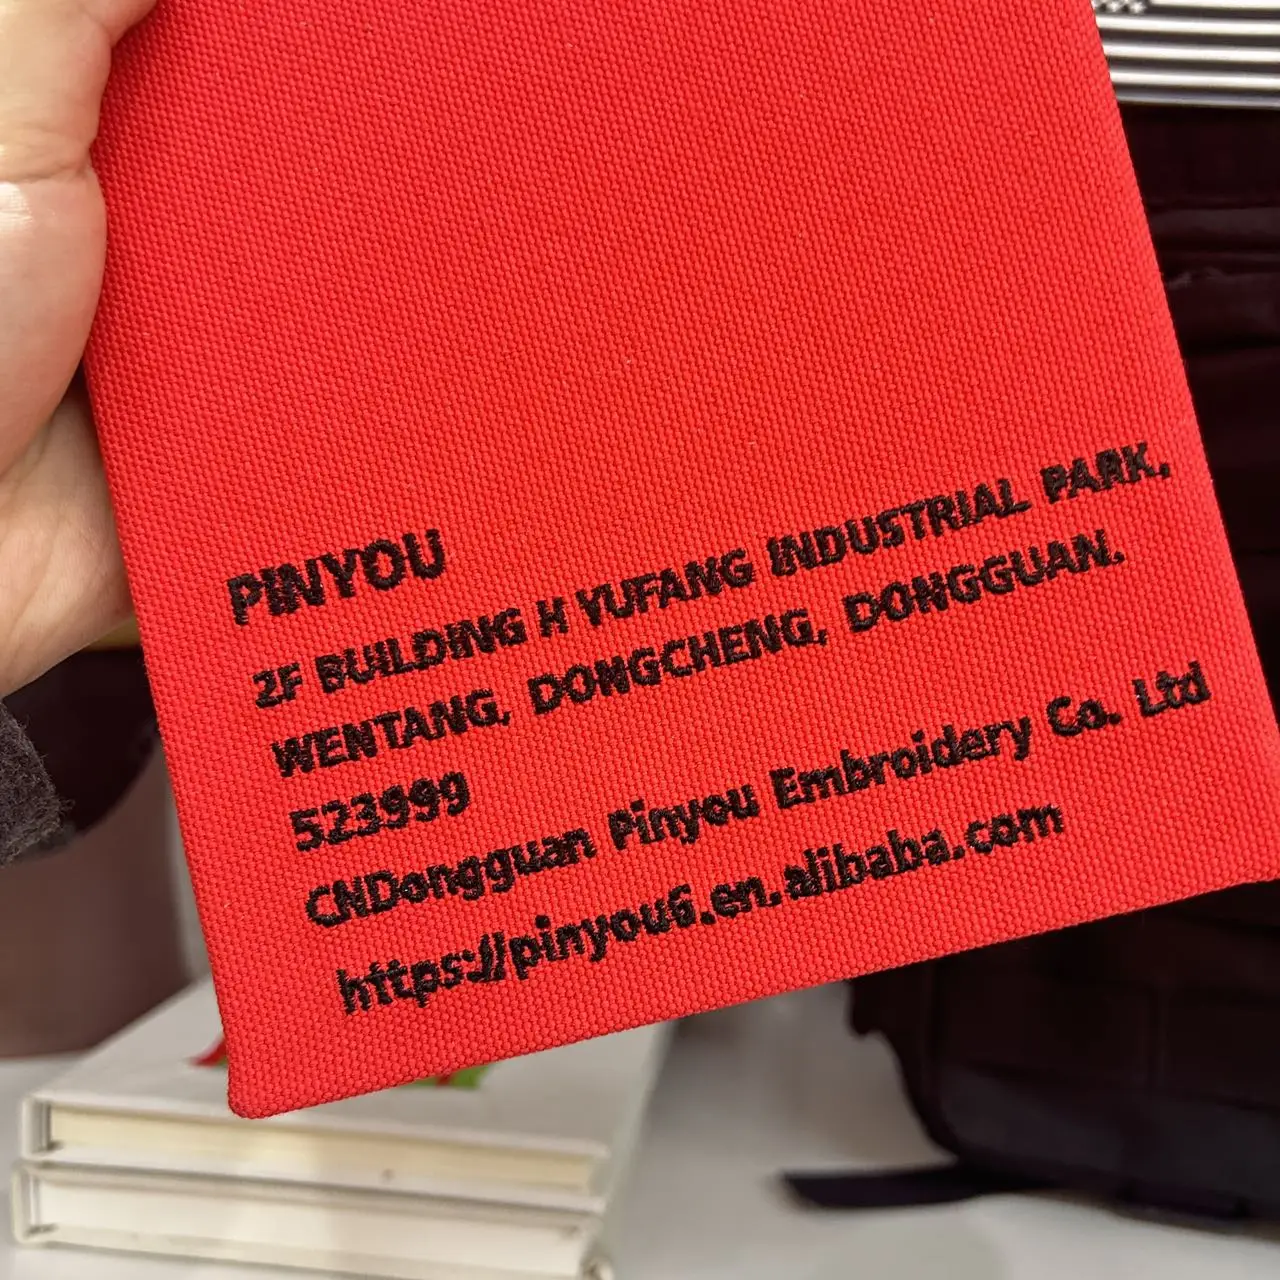 PINYOU
2F BUILDING H YUFANG INDUSTRIAL PARK,
WENTANG, DONGCHENG, DONGGUAN.
523999
CNDongguan Pinyou Embroidery Co. Ltd
https://pinyou6.en.alibaba.com